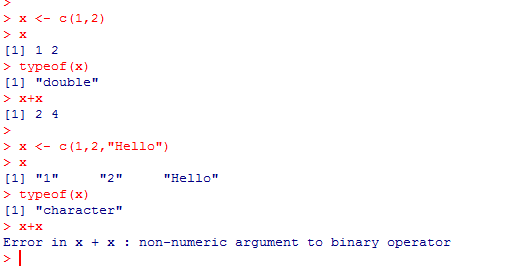 >
> x <- c(1,2)
> x
[1] 1 2
> typeof(x)
[1] "double"
> x+x
[1] 2 4
>
> x <- c(1,2,"Hello")
> x
[1] "1"     "2"     "Hello"
> typeof(x)
[1] "character"
> x+x
Error in x + x : non-numeric argument to binary operator
>